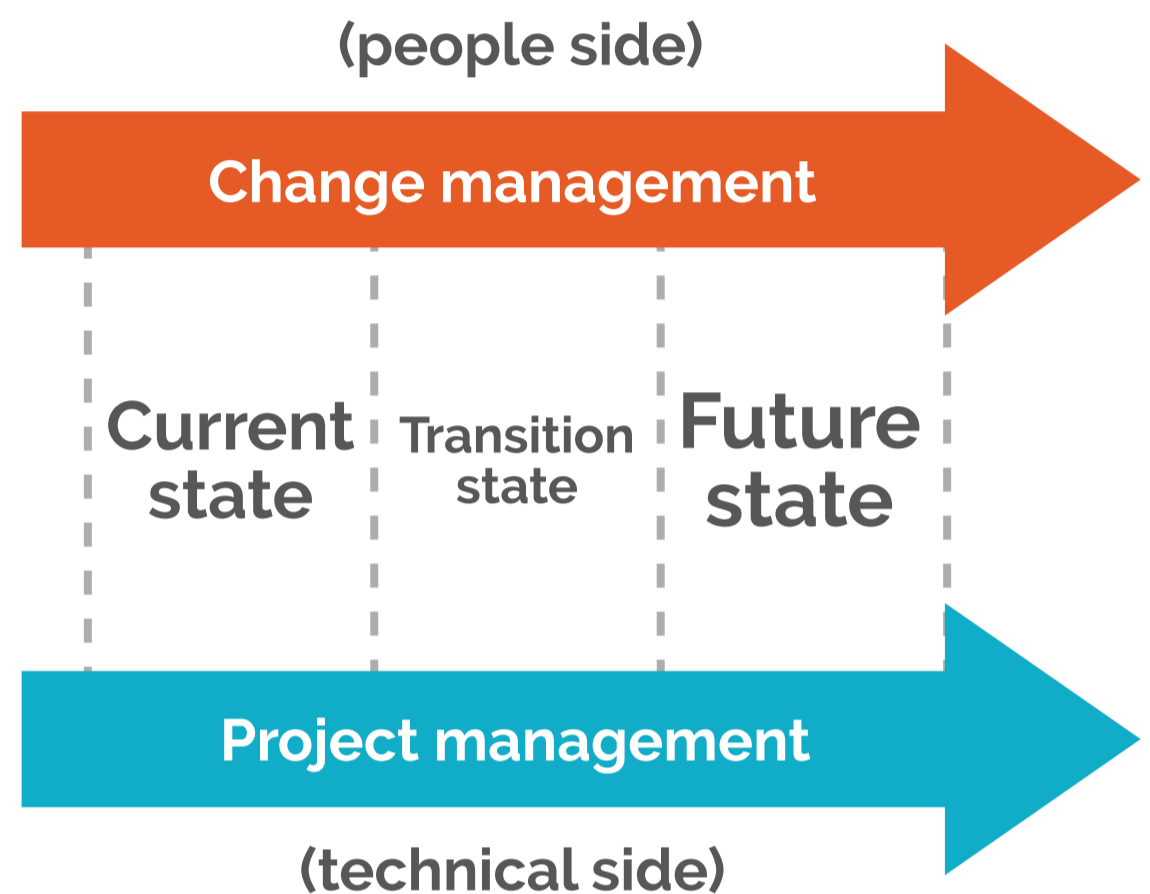 (people side)
Change management
Current
state
Transition
state
Future
state
Project management
(technical side)